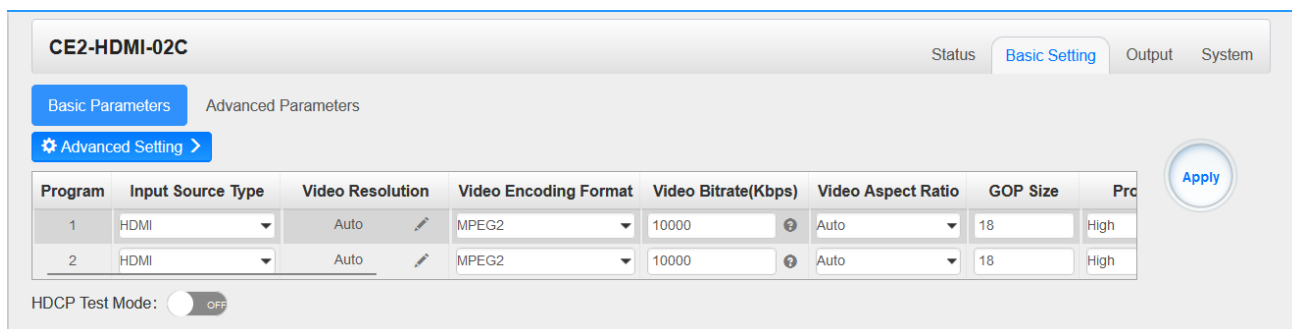 CE2-HDMI-02C
Status Basic Setting Output System
Basic Parameters Advanced Parameters
Advanced Setting
Apply
Program Input Source Type Video Resolution Video Encoding Format Video Bitrate(Kbps) Video Aspect Ratio GOP Size Pro
1 HDMI Auto MPEG2 10000 Auto 18 High
2 HDMI Auto MPEG2 10000 Auto 18 High
HDCP Test Mode: OFF